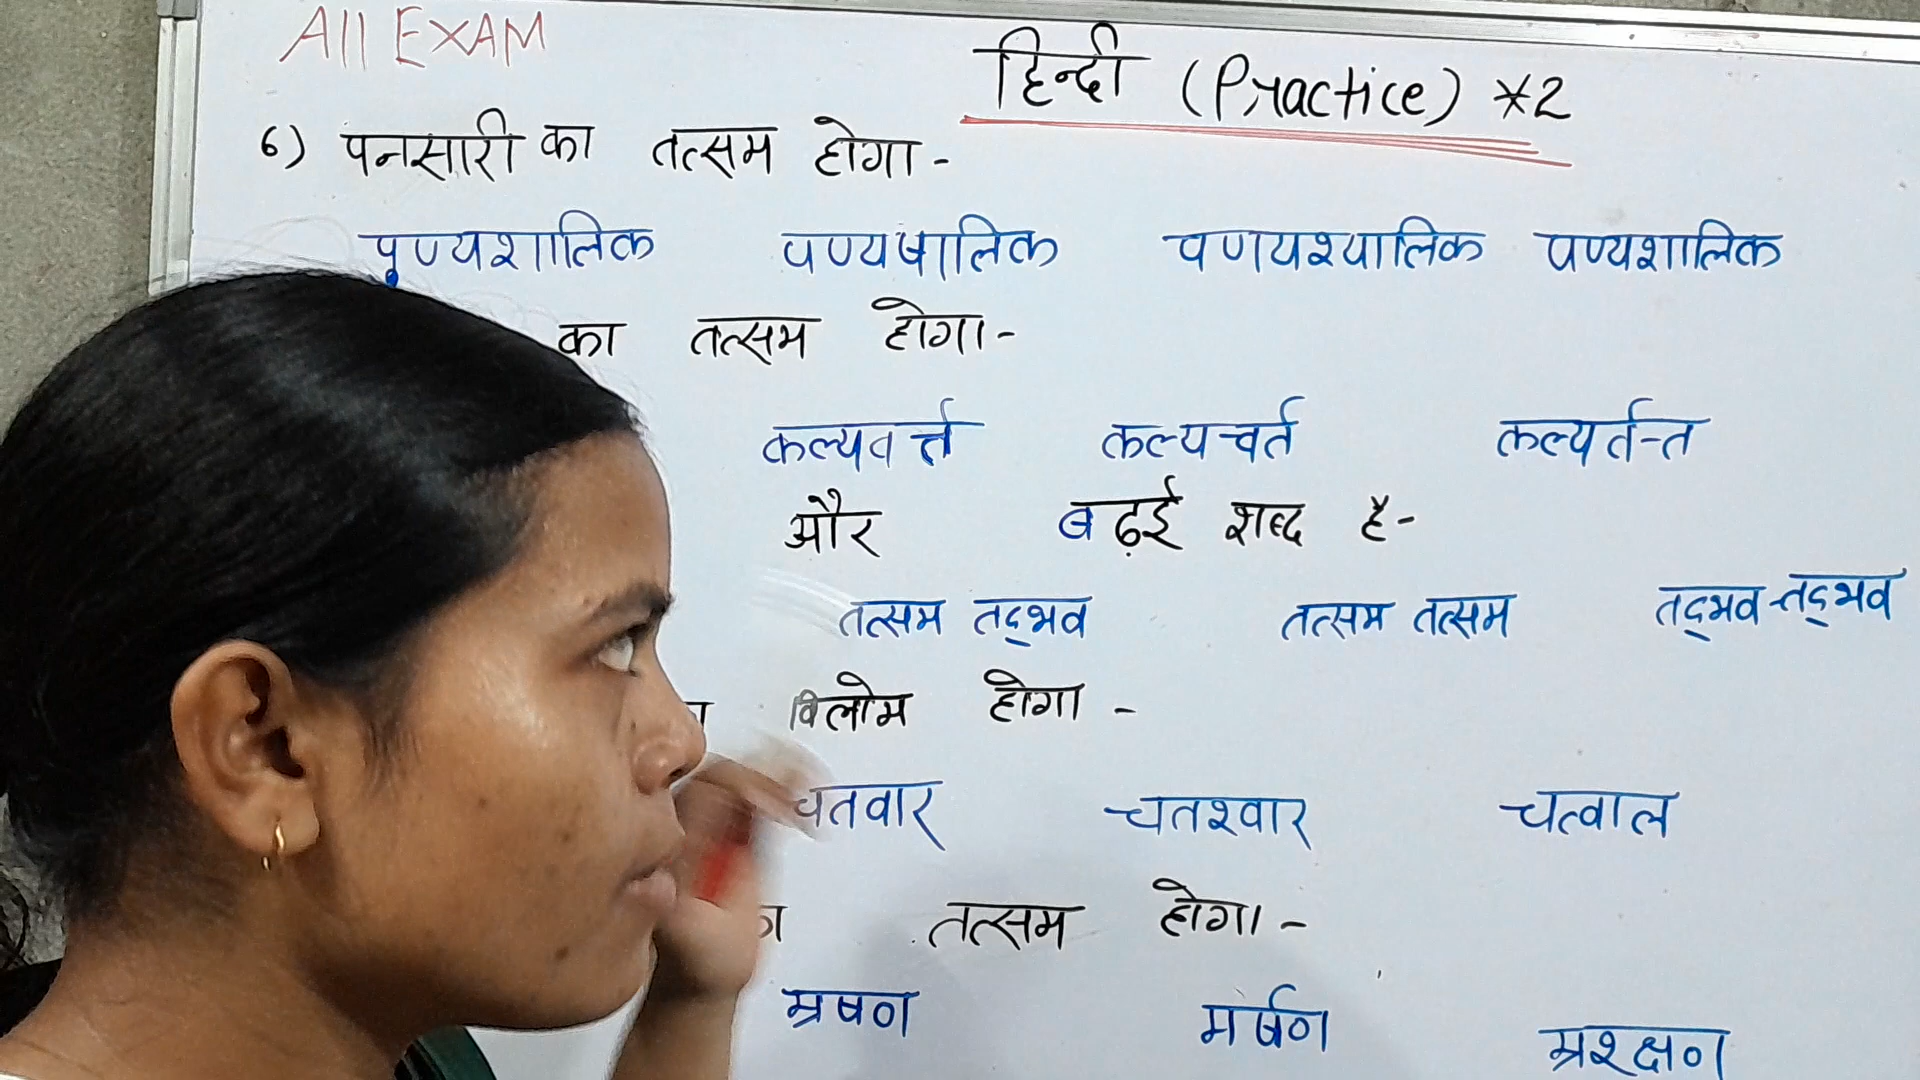 All EXAM
हिन्दी (Practice) *2
6) पनसारी का तत्सम होगा-
पुण्यशालिक पण्यषालिक पणयश्यालिक पण्यशालिक
का तत्सम होगा-
कल्यवर्त्त कल्यचर्त कल्यर्तन्त
और बढ़ई शब्द है-
तत्सम तद्भव तत्सम तत्सम तद्भव-तद्भव
विलोम होगा -
चतवार चतश्वार चत्वाल
तत्सम होगा-
म्रषण मर्षण म्रश्क्षण